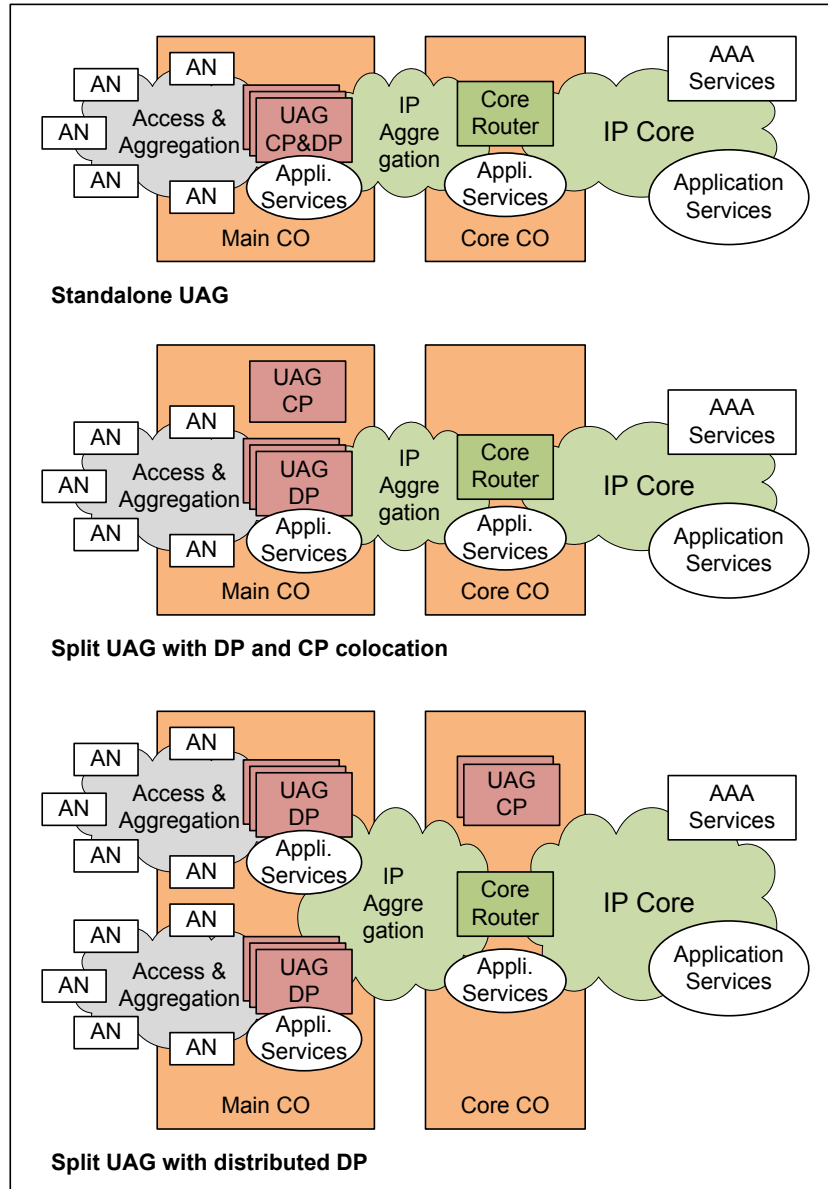 AN
AN
AN
AN
AN
Access &
Aggregation
UAG
CP&DP
Appli.
Services
Main CO
IP
Aggre
gation
Core
Router
Appli.
Services
Core CO
IP Core
AAA
Services
Application
Services
Standalone UAG
UAG
CP
AN
AN
AN
AN
AN
Access &
Aggregation
UAG
DP
Appli.
Services
Main CO
IP
Aggre
gation
Core
Router
Appli.
Services
Core CO
IP Core
AAA
Services
Application
Services
Split UAG with DP and CP colocation
AN
AN
AN
AN
AN
Access &
Aggregation
UAG
DP
Appli.
Services
AN
AN
AN
AN
AN
Access &
Aggregation
UAG
DP
Appli.
Services
Main CO
IP
Aggre
gation
UAG
CP
Core
Router
Appli.
Services
Core CO
IP Core
AAA
Services
Application
Services
Split UAG with distributed DP